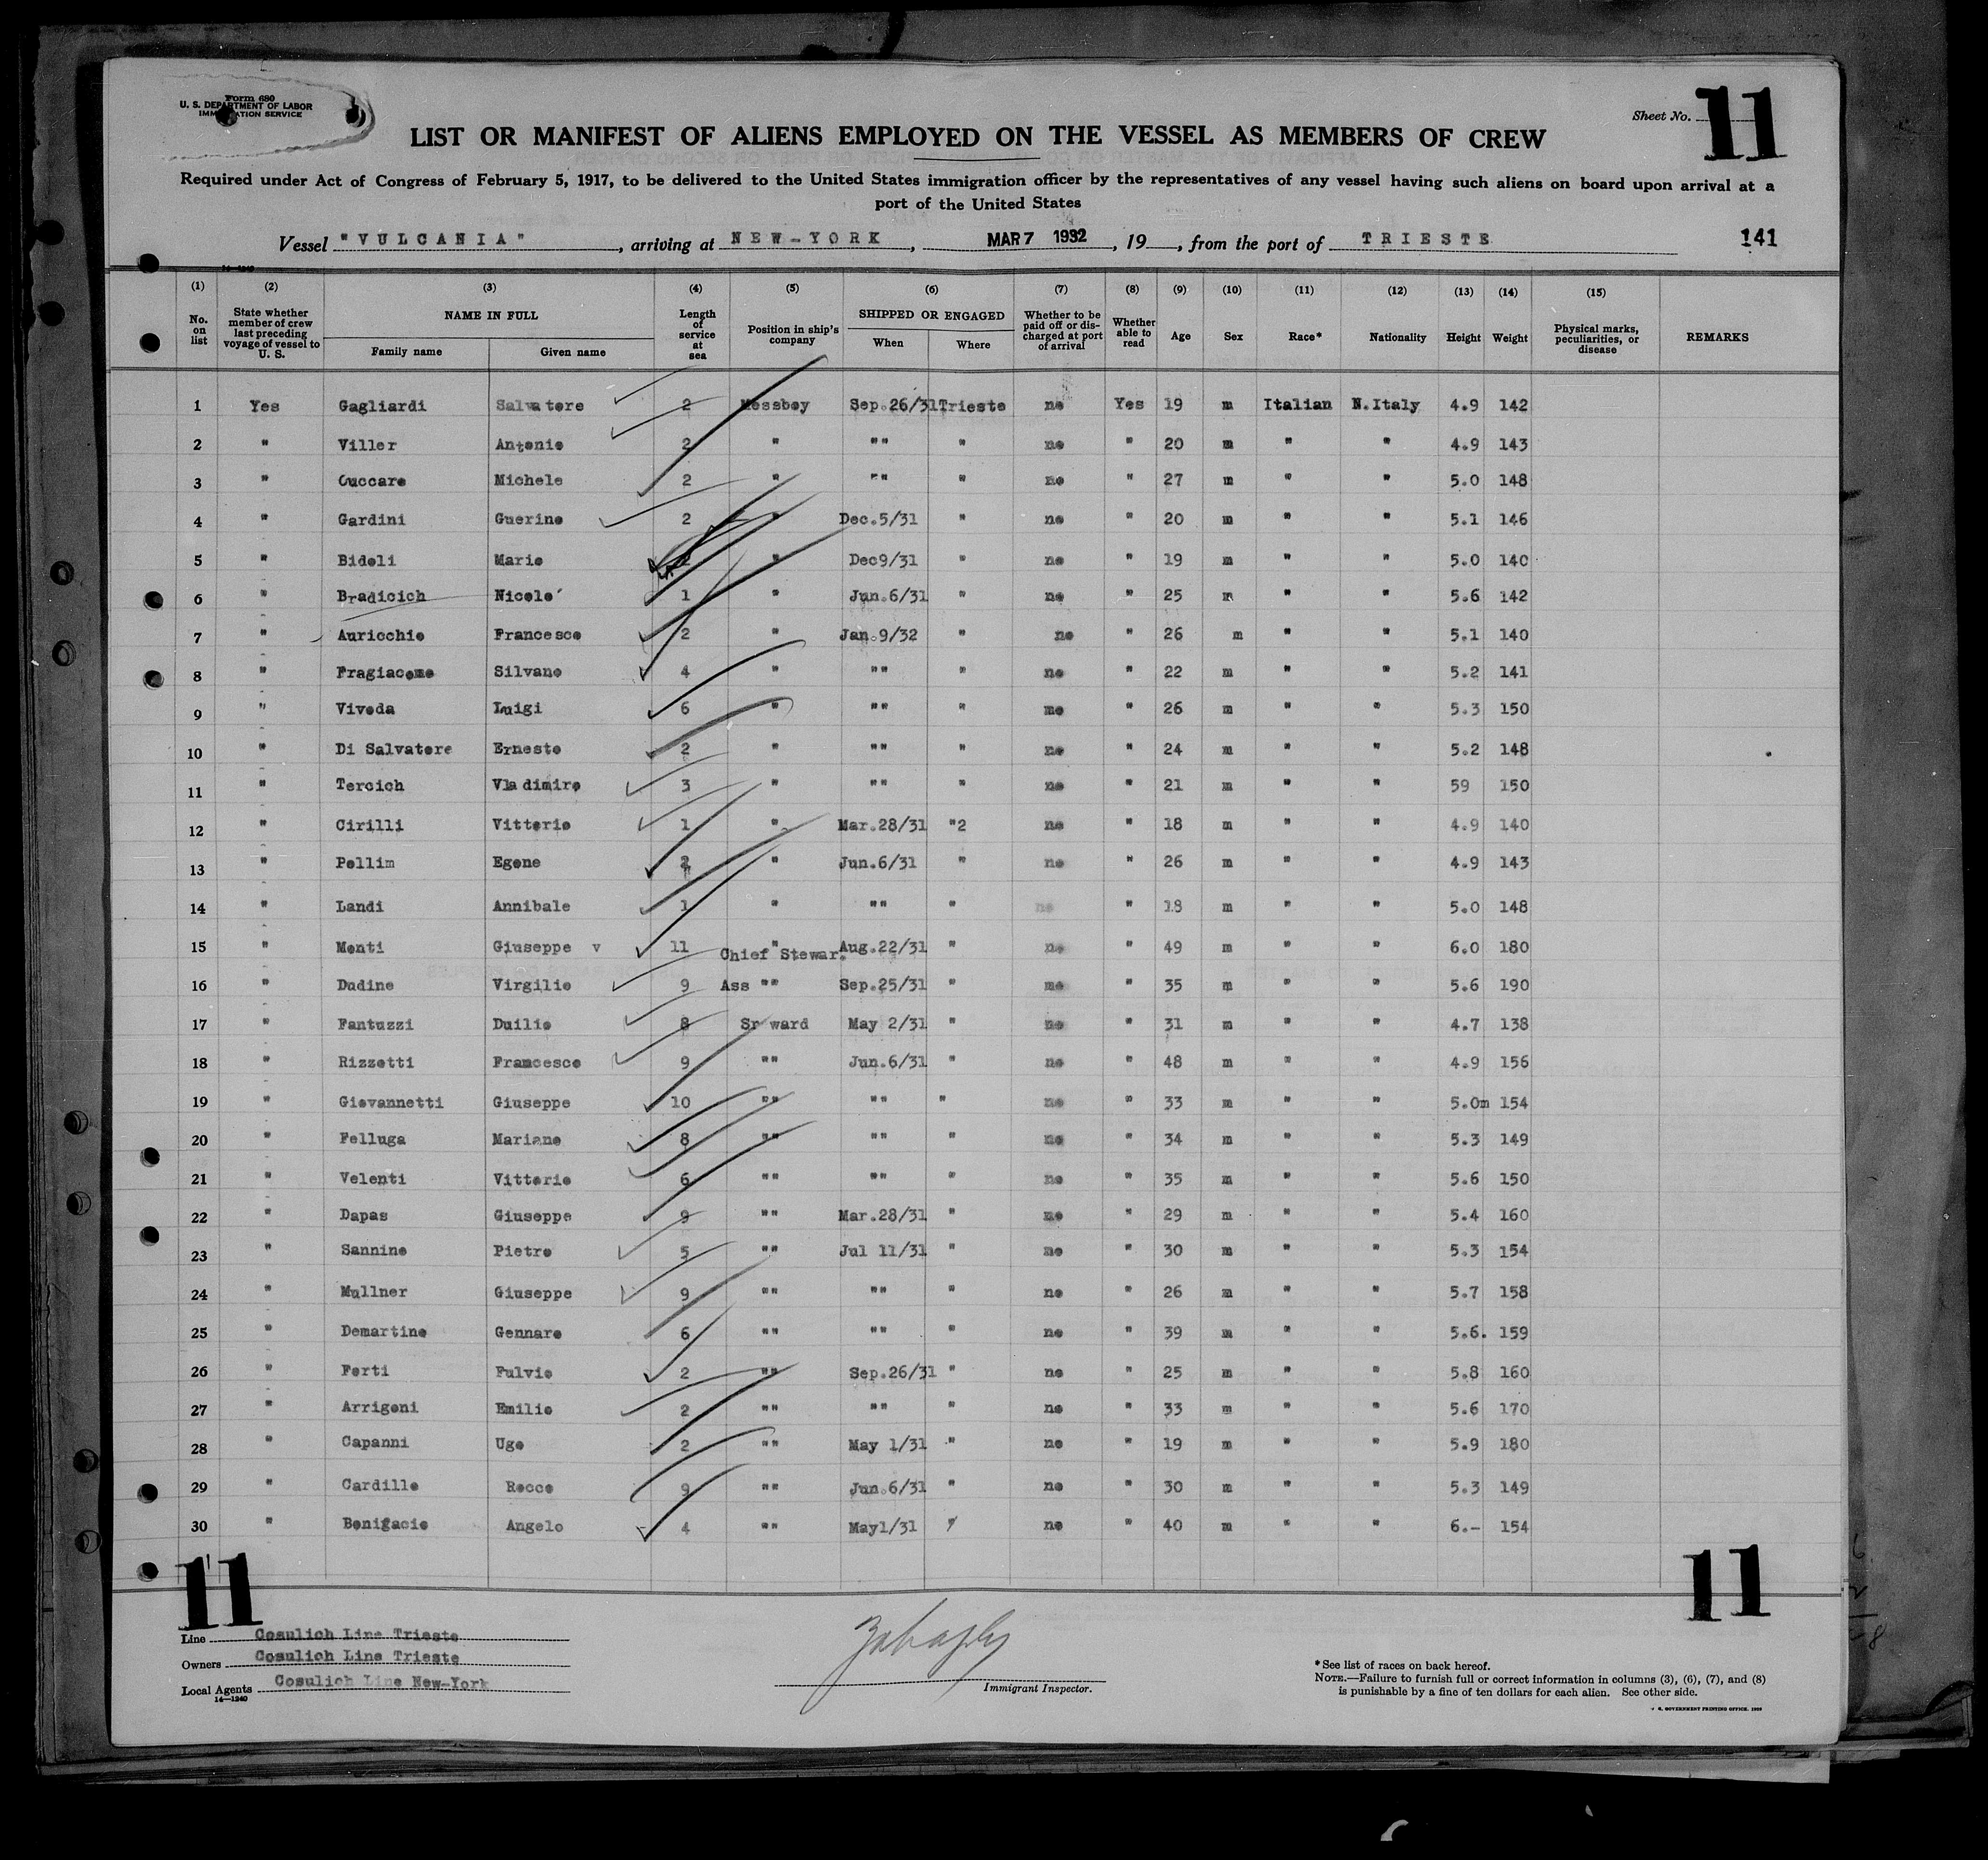 Form 680
U. S. DEPARTMENT OF LABOR
IMMIGRATION SERVICE
Sheet No. 11
LIST OR MANIFEST OF ALIENS EMPLOYED ON THE VESSEL AS MEMBERS OF CREW
Required under Act of Congress of February 5, 1917, to be delivered to the United States immigration officer by the representatives of any vessel having such aliens on board upon arrival at a
port of the United States
Vessel "VULCANIA", arriving at NEW-YORK, MAR 7 1932, 19, from the port of TRIESTE 141
14-1240
(1) (2) (3) (4) (5) (6) (7) (8) (9) (10) (11) (12) (13) (14) (15)
No. on list State whether member of crew last preceding voyage of vessel to U. S. NAME IN FULL Family name Given name Length of service at sea Position in ship's company SHIPPED OR ENGAGED When Where Whether to be paid off or discharged at port of arrival Whether able to read Age Sex Race* Nationality Height Weight Physical marks, peculiarities, or disease REMARKS
1 Yes Gagliardi Salvatore 2 Messboy Sep.26/31 Trieste no Yes 19 m Italian N.Italy 4.9 142
2 " Viller Antonio 2 " "" " no " 20 m " " 4.9 143
3 " Cuccaro Michele 2 " "" " no " 27 m " " 5.0 148
4 " Gardini Guerino 2 " Dec.5/31 " no " 20 m " " 5.1 146
5 " Bidoli Mario " Dec9/31 " no " 19 m " " 5.0 140
6 " Bradicich Nicolo' 1 " Jun.6/31 " no " 25 m " " 5.6 142
7 " Auricchio Francesco 2 " Jan.9/32 " no " 26 m " " 5.1 140
8 " Fragiacomo Silvano 4 " "" " no " 22 m " " 5.2 141
9 " Vivoda Luigi 6 " "" " no " 26 m " " 5.3 150
10 " Di Salvatore Ernesto 2 " "" " no " 24 m " " 5.2 148
11 " Tercich Vladimiro 3 " "" " no " 21 m " " 59 150
12 " Cirilli Vittorio 1 " Mar.28/31 "2 no " 18 m " " 4.9 140
13 " Pellim Egone 2 " Jun.6/31 " no " 26 m " " 4.9 143
14 " Landi Annibale 1 " "" " no " 18 m " " 5.0 148
15 " Monti Giuseppe v 11 " Chief Stewar. Aug.22/31 " no " 49 m " " 6.0 180
16 " Dudine Virgilio 9 Ass "" Sep.25/31 " no " 35 m " " 5.6 190
17 " Fantuzzi Duilio 8 St ward May 2/31 " no " 31 m " " 4.7 138
18 " Rizzotti Francesco 9 "" Jun.6/31 " no " 48 m " " 4.9 156
19 " Giovannetti Giuseppe 10 "" "" " no " 33 m " " 5.0m 154
20 " Felluga Mariano 8 "" "" " no " 34 m " " 5.3 149
21 " Velenti Vittorio 6 "" "" " no " 35 m " " 5.6 150
22 " Dapas Giuseppe 9 "" Mar.28/31 " no " 29 m " " 5.4 160
23 " Sannino Pietro 5 "" Jul 11/31 " no " 30 m " " 5.3 154
24 " Mullner Giuseppe 9 "" "" " no " 26 m " " 5.7 158
25 " Demartino Gennaro 6 "" "" " no " 39 m " " 5.6. 159
26 " Forti Fulvio 2 "" Sep.26/31 " no " 25 m " " 5.8 160
27 " Arrigoni Emilio 2 "" "" " no " 33 m " " 5.6 170
28 " Capanni Ugo 2 "" May 1/31 " no " 19 m " " 5.9 180
29 " Cardillo Rocco 9 "" Jun.6/31 " no " 30 m " " 5.3 149
30 " Bonifacio Angelo 4 "" May1/31 " no " 40 m " " 6.- 154
11 11
Line Cosulich Line Trieste
Owners Cosulich Line Trieste
Local Agents Cosulich Line New-York
14-1240
Immigrant Inspector.
*See list of races on back hereof.
NOTE.—Failure to furnish full or correct information in columns (3), (6), (7), and (8)
is punishable by a fine of ten dollars for each alien. See other side.
GOVERNMENT PRINTING OFFICE.